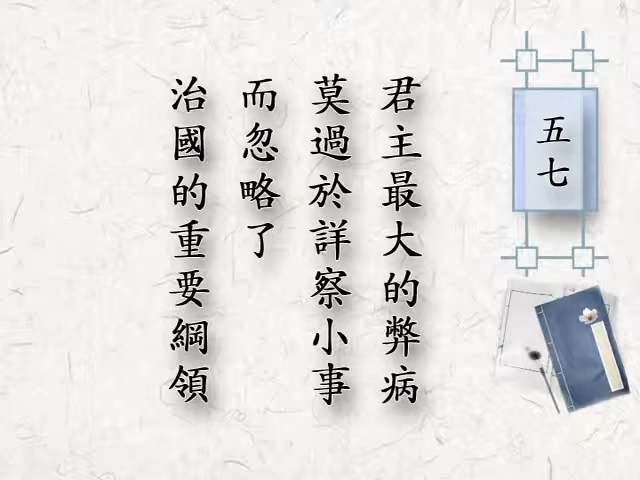 五七
君主最大的弊病
莫過於詳察小事
而忽略了
治國的重要綱領